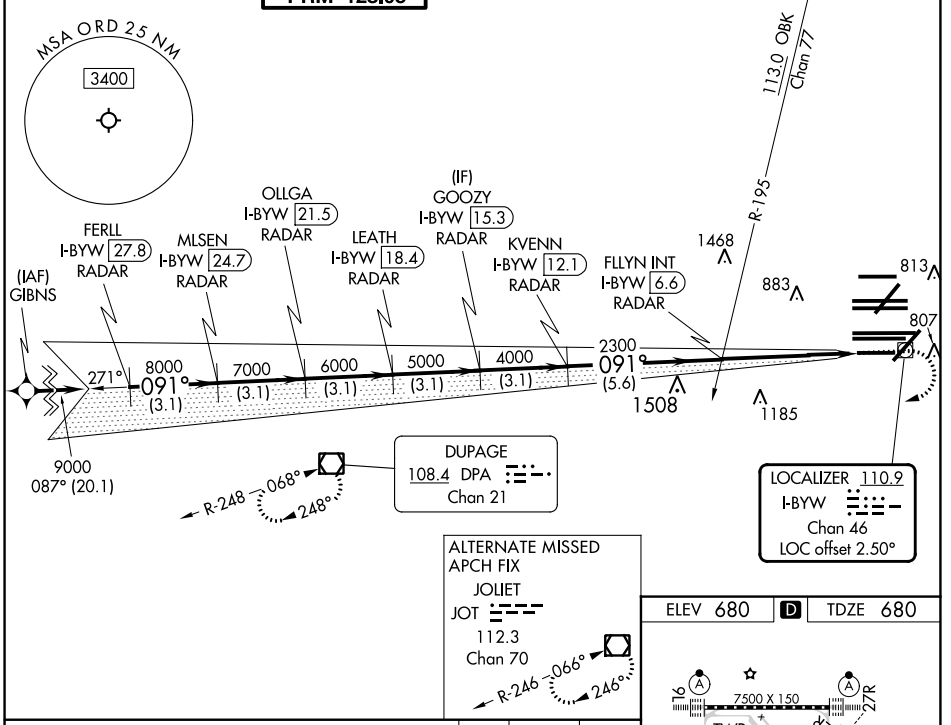 MSA ORD 25 NM
3400
113.0 OBK
Chan 77
R-195
(IAF)
GIBNS
FERLL
I-BYW 27.8
RADAR
MLSEN
I-BYW 24.7
RADAR
OLLGA
I-BYW 21.5
RADAR
LEATH
I-BYW 18.4
RADAR
(IF)
GOOZY
I-BYW 15.3
RADAR
KVENN
I-BYW 12.1
RADAR
FLLYN INT
I-BYW 6.6
RADAR
1468
883
813
807
271°
8000
091°
(3.1)
7000
(3.1)
6000
(3.1)
5000
(3.1)
4000
(3.1)
2300
091°
(5.6)
1508
1185
9000
087° (20.1)
R-248
068°
248°
DUPAGE
108.4 DPA
Chan 21
LOCALIZER 110.9
I-BYW
Chan 46
LOC offset 2.50°
ALTERNATE MISSED
APCH FIX
JOLIET
JOT
112.3
Chan 70
R-246
066°
246°
ELEV 680 D TDZE 680
A
A
16
7500 X 150
27R